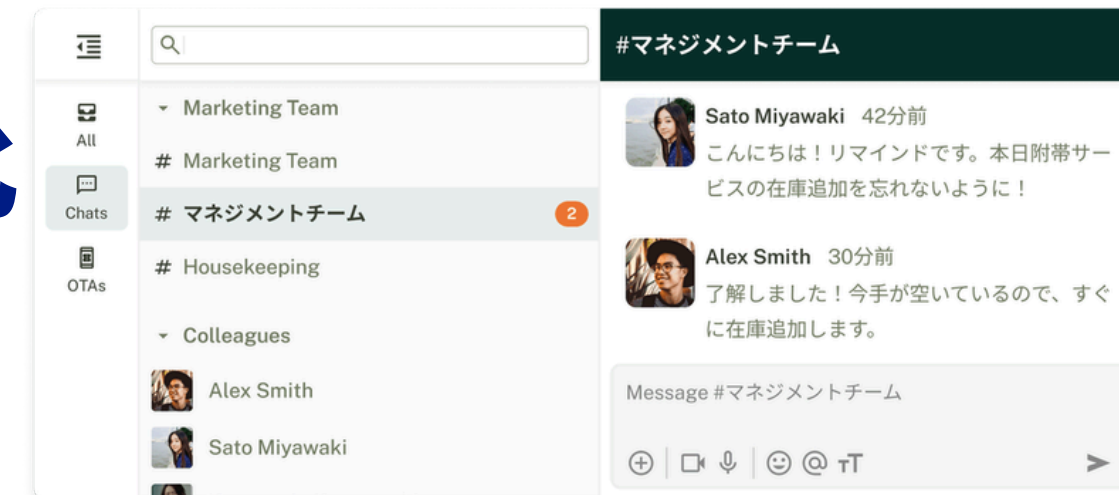 All
Chats
OTAs
Marketing Team
# Marketing Team
# マネジメントチーム 2
# Housekeeping
Colleagues
Alex Smith
Sato Miyawaki
#マネジメントチーム
Sato Miyawaki 42分前
こんにちは！リマインドです。本日附帯サー
ビスの在庫追加を忘れないように！
Alex Smith 30分前
了解しました！今手が空いているので、すぐ
に在庫追加します。
Message #マネジメントチーム